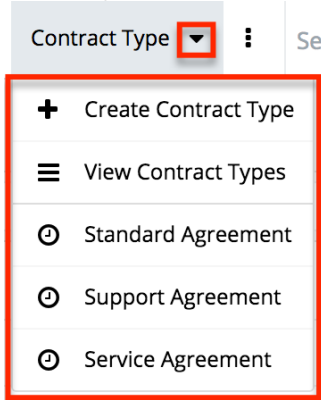 Contract Type
Se
Create Contract Type
View Contract Types
Standard Agreement
Support Agreement
Service Agreement